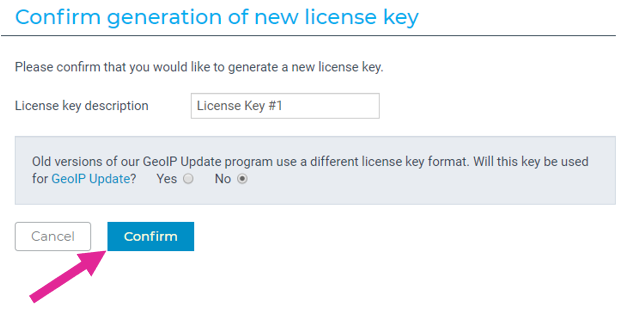 Confirm generation of new license key
Please confirm that you would like to generate a new license key.
License key description License Key #1
Old versions of our GeoIP Update program use a different license key format. Will this key be used
for GeoIP Update? Yes No
Cancel Confirm